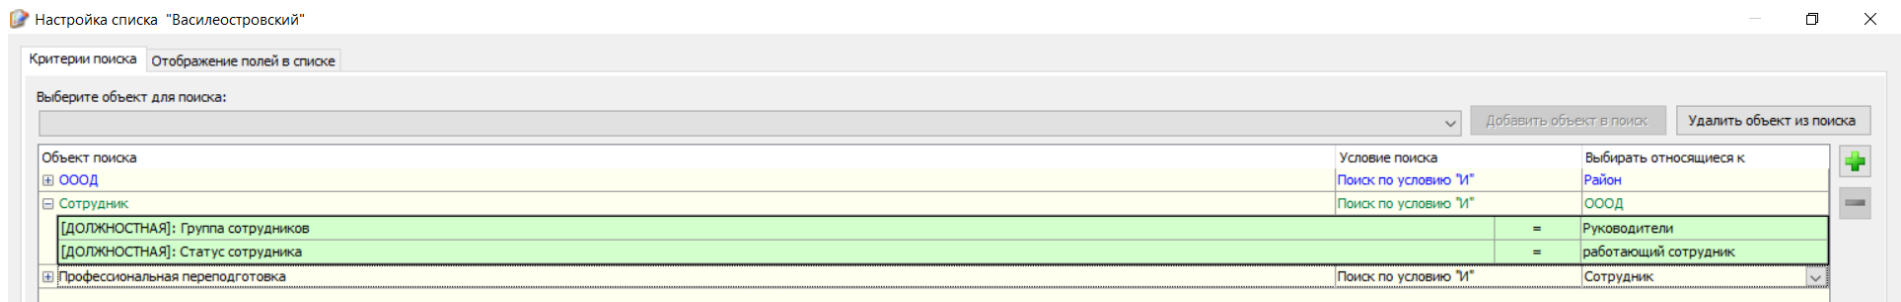 Настройка списка "Василеостровский"
Критерии поиска Отображение полей в списке
Выберите объект для поиска:
Добавить объект в поиск Удалить объект из поиска
Объект поиска Условие поиска Выбирать относящиеся к
ОООД Поиск по условию "И" Район
Сотрудник Поиск по условию "И" ОООД
[ДОЛЖНОСТНАЯ]: Группа сотрудников = Руководители
[ДОЛЖНОСТНАЯ]: Статус сотрудника = работающий сотрудник
Профессиональная переподготовка Поиск по условию "И" Сотрудник